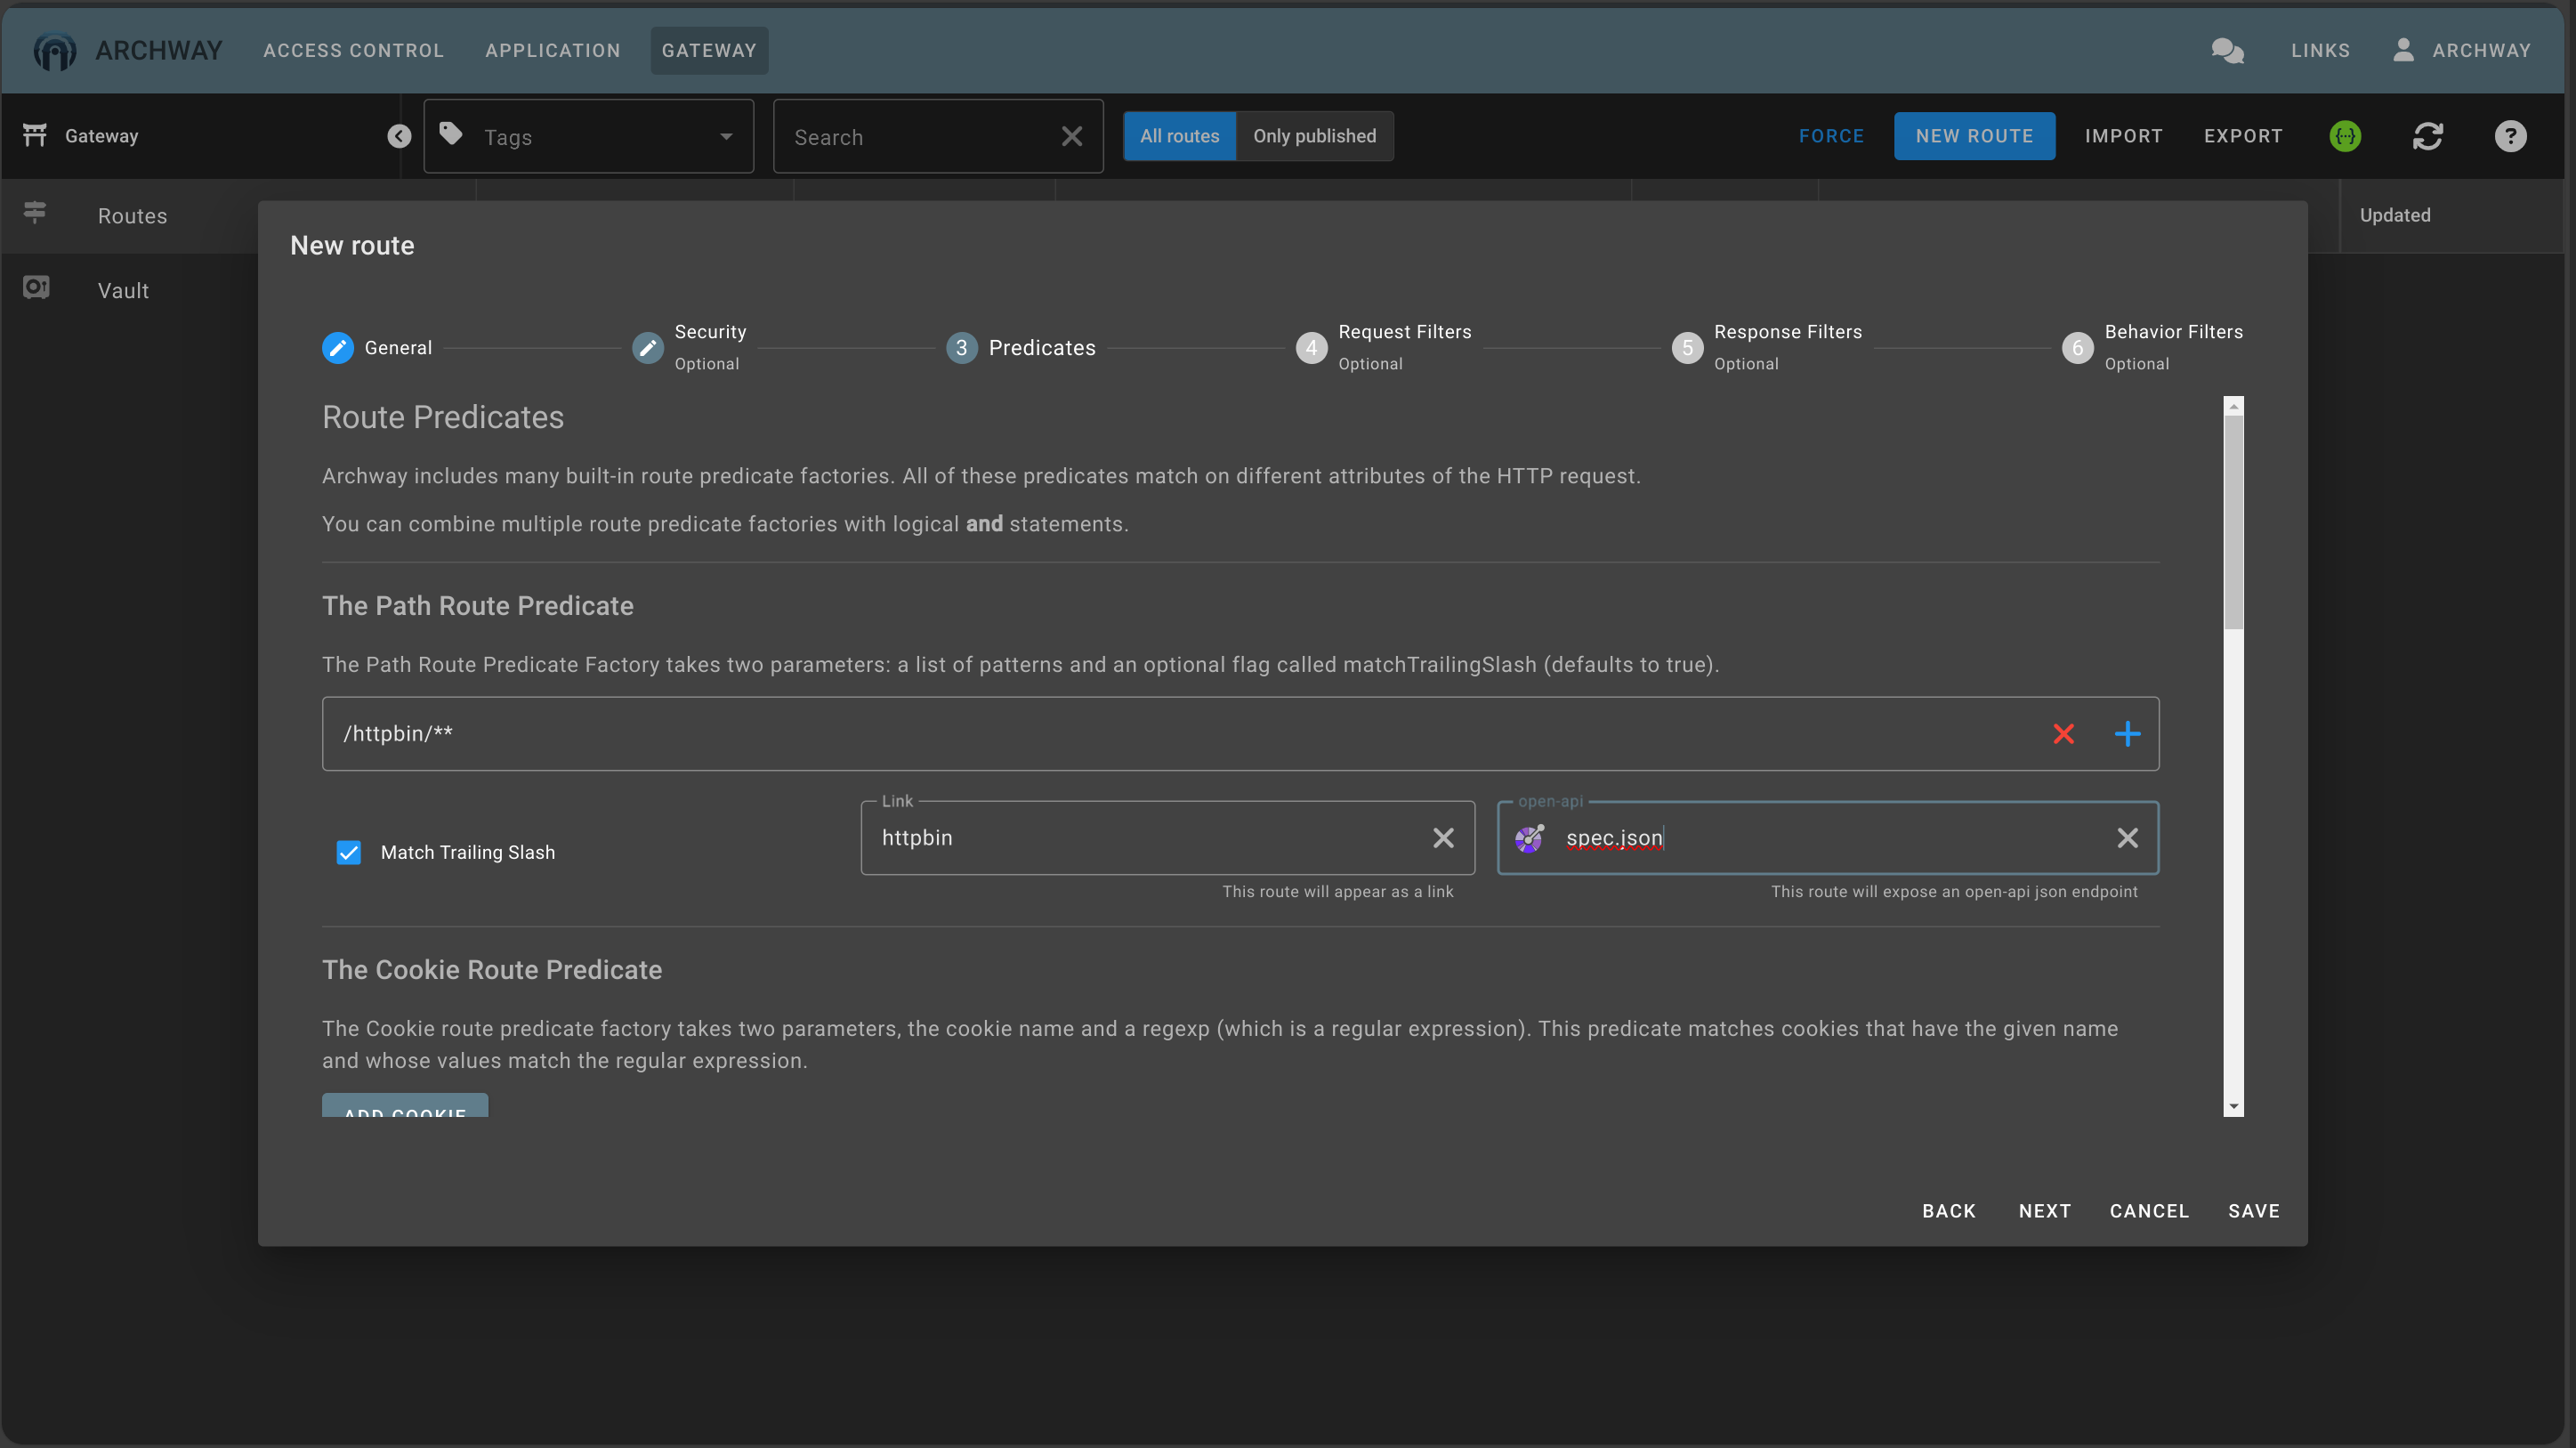 ARCHWAY ACCESS CONTROL APPLICATION GATEWAY LINKS ARCHWAY
Gateway Tags Search All routes Only published FORCE NEW ROUTE IMPORT EXPORT
Routes Updated
Vault
New route
General Security Optional 3 Predicates 4 Request Filters Optional 5 Response Filters Optional 6 Behavior Filters Optional
Route Predicates
Archway includes many built-in route predicate factories. All of these predicates match on different attributes of the HTTP request.
You can combine multiple route predicate factories with logical and statements.
The Path Route Predicate
The Path Route Predicate Factory takes two parameters: a list of patterns and an optional flag called matchTrailingSlash (defaults to true).
/httpbin/**
Link open-api
Match Trailing Slash httpbin spec.json
This route will appear as a link This route will expose an open-api json endpoint
The Cookie Route Predicate
The Cookie route predicate factory takes two parameters, the cookie name and a regexp (which is a regular expression). This predicate matches cookies that have the given name
and whose values match the regular expression.
ADD COOKIE
BACK NEXT CANCEL SAVE